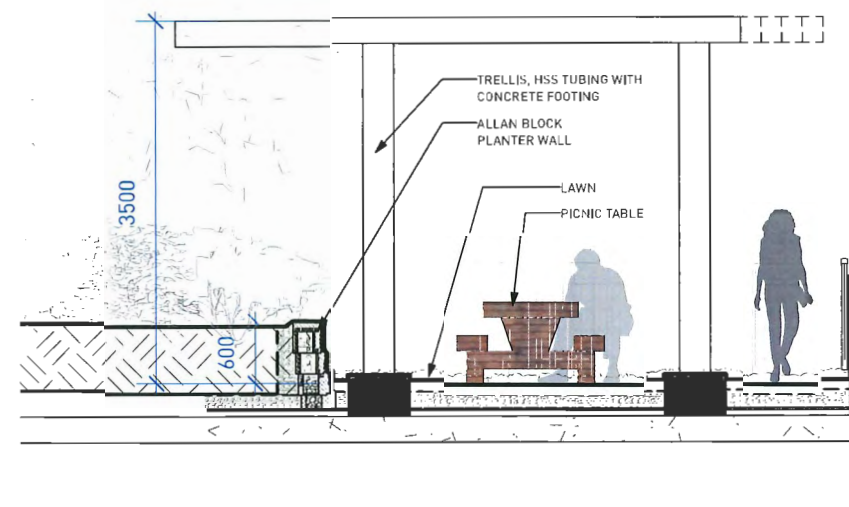 TRELLIS, HSS TUBING WITH
CONCRETE FOOTING
ALLAN BLOCK
PLANTER WALL
3500
LAWN
PICNIC TABLE
600